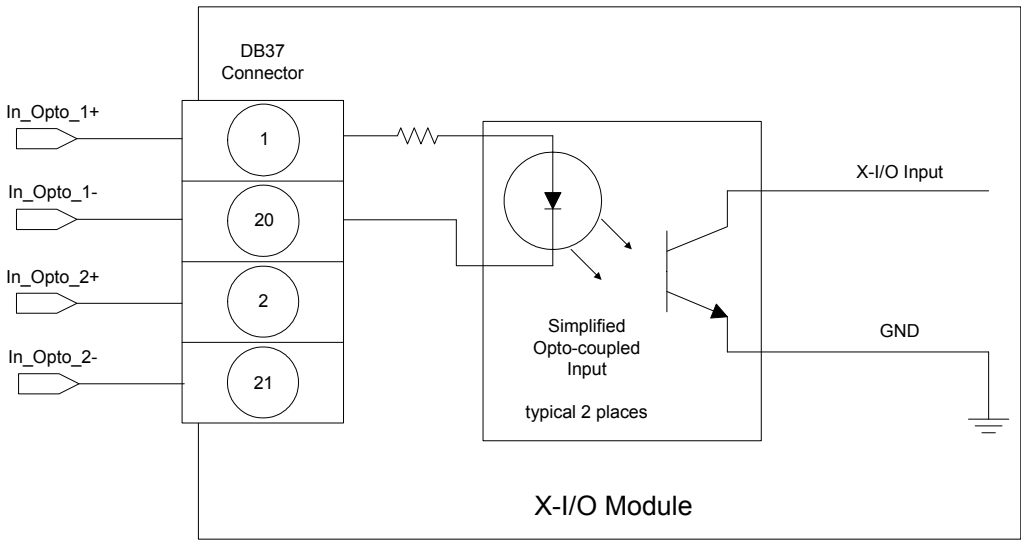 DB37
Connector
In_Opto_1+
1
In_Opto_1-
20
In_Opto_2+
2
In_Opto_2-
21
X-I/O Input
GND
Simplified
Opto-coupled
Input
typical 2 places
X-I/O Module